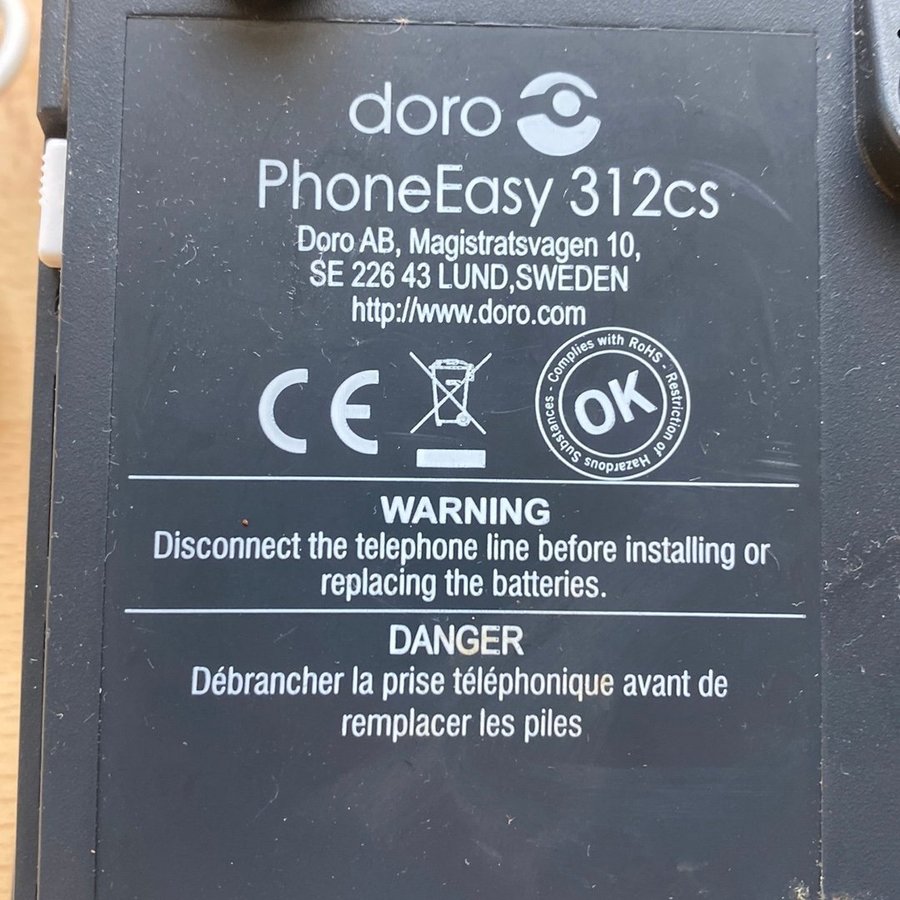 doro
PhoneEasy 312cs
Doro AB, Magistratsvagen 10,
SE 226 43 LUND,SWEDEN
http://www.doro.com
CE
Complies with RoHS - Restriction of Hazardous Substances -
OK
WARNING
Disconnect the telephone line before installing or
replacing the batteries.
DANGER
Débrancher la prise téléphonique avant de
remplacer les piles